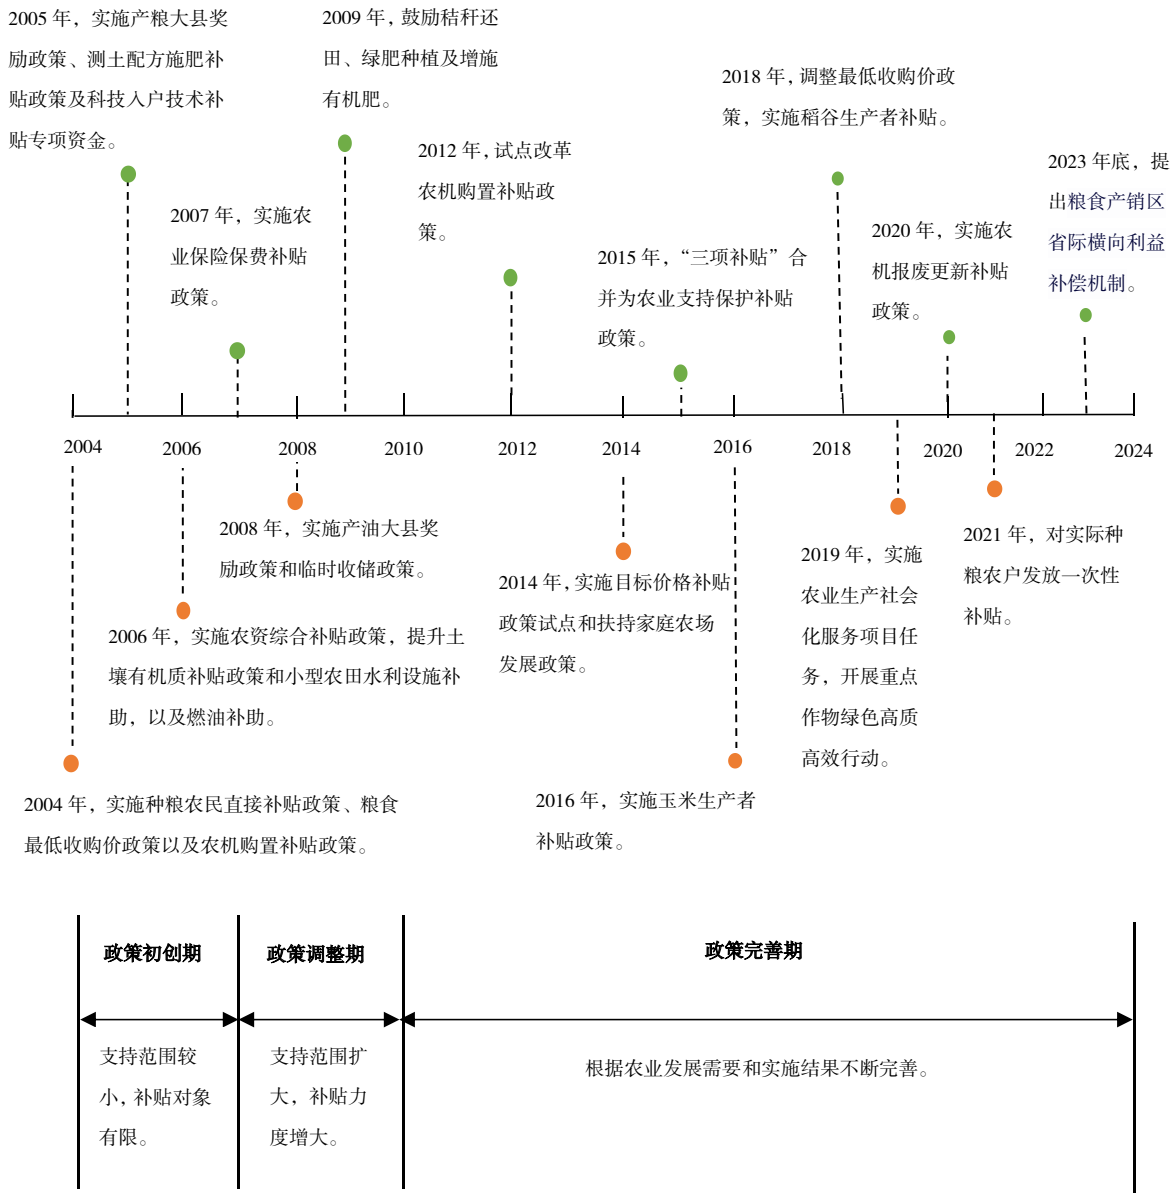 2005 年，实施产粮大县奖
励政策、测土配方施肥补
贴政策及科技入户技术补
贴专项资金。
2009 年，鼓励秸秆还
田、绿肥种植及增施
有机肥。
2018 年，调整最低收购价政
策，实施稻谷生产者补贴。
2012 年，试点改革
农机购置补贴政
策。
2023 年底，提
出粮食产销区
省际横向利益
补偿机制。
2007 年，实施农
业保险保费补贴
政策。
2015 年，“三项补贴”合
并为农业支持保护补贴
政策。
2020 年，实施农
机报废更新补贴
政策。
2004 2006 2008 2010 2012 2014 2016 2018 2020 2022 2024
2008 年，实施产油大县奖
励政策和临时收储政策。
2014 年，实施目标价格补贴
政策试点和扶持家庭农场
发展政策。
2019 年，实施
农业生产社会
化服务项目任
务，开展重点
作物绿色高质
高效行动。
2021 年，对实际种
粮农户发放一次性
补贴。
2006 年，实施农资综合补贴政策，提升土
壤有机质补贴政策和小型农田水利设施补
助，以及燃油补助。
2004 年，实施种粮农民直接补贴政策、粮食
最低收购价政策以及农机购置补贴政策。
2016 年，实施玉米生产者
补贴政策。
政策初创期
政策调整期
政策完善期
支持范围较
小，补贴对象
有限。
支持范围扩
大，补贴力
度增大。
根据农业发展需要和实施结果不断完善。